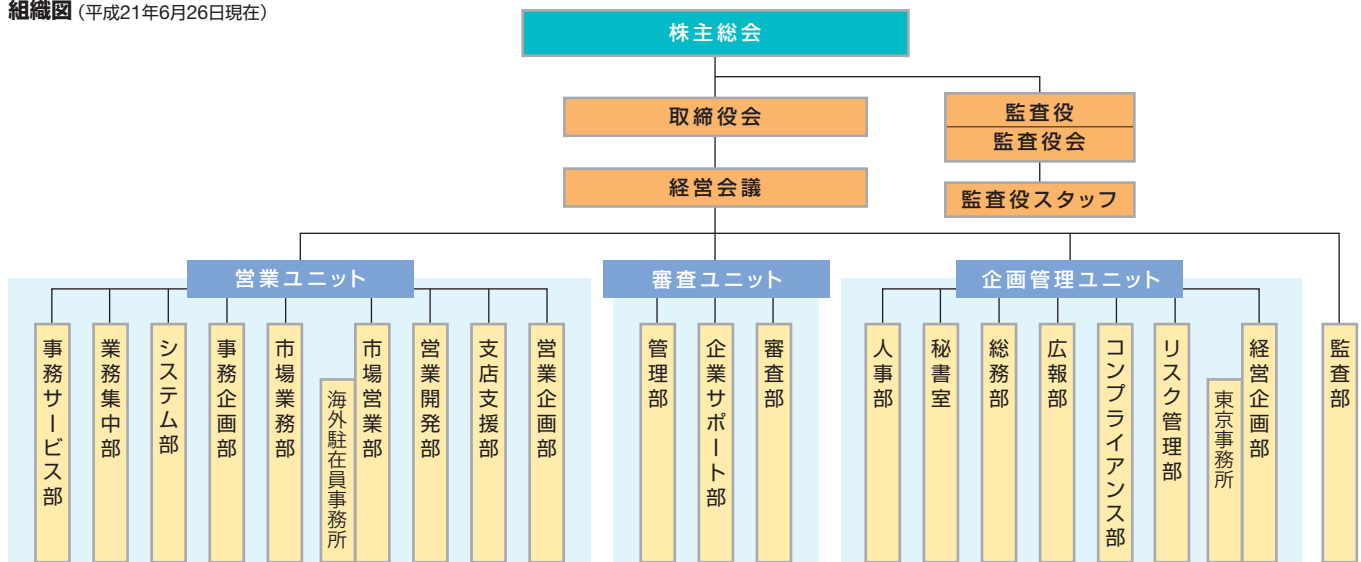 組織図(平成21年6月26日現在)
株主総会
取締役会
監査役
監査役会
経営会議
監査役スタッフ
営業ユニット
審査ユニット
企画管理ユニット
事務サービス部
業務集中部
システム部
事務企画部
市場業務部
海外駐在員事務所
市場営業部
営業開発部
支店支援部
営業企画部
管理部
企業サポート部
審査部
人事部
秘書室
総務部
広報部
コンプライアンス部
リスク管理部
東京事務所
経営企画部
監査部